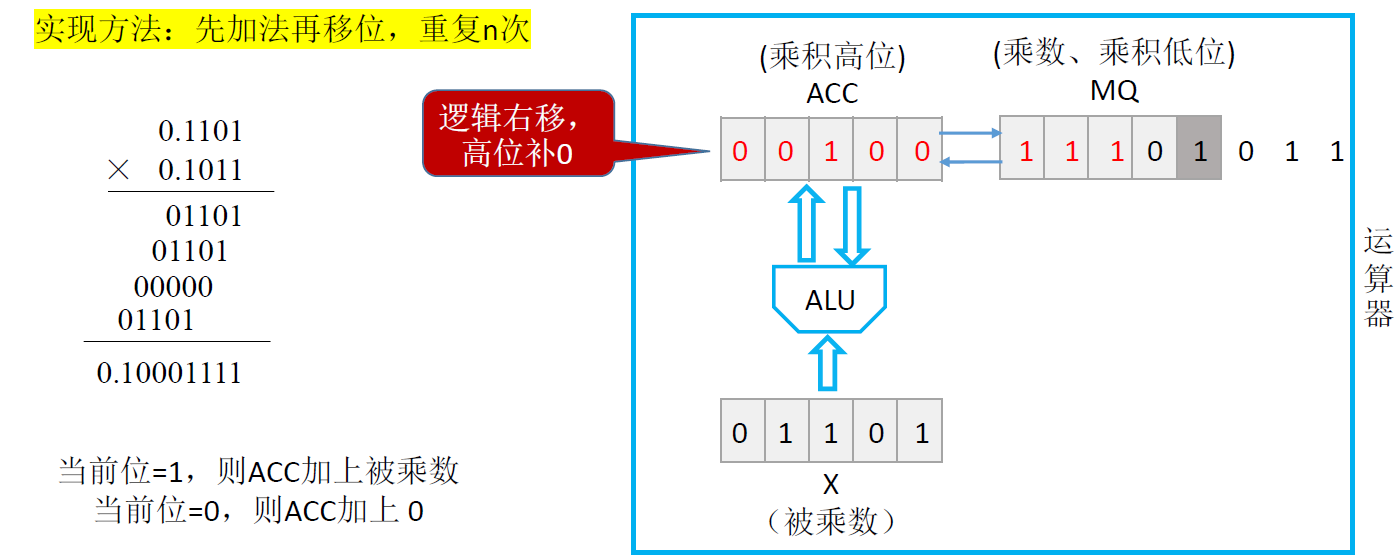 实现方法：先加法再移位，重复n次
0.1101
× 0.1011
01101
01101
00000
01101
0.10001111
当前位=1，则ACC加上被乘数
当前位=0，则ACC加上 0
逻辑右移，
高位补0
(乘积高位)
ACC
(乘数、乘积低位)
MQ
0 0 1 0 0
1 1 1 0 1 0 1 1
ALU
0 1 1 0 1
X
（被乘数）
运算器